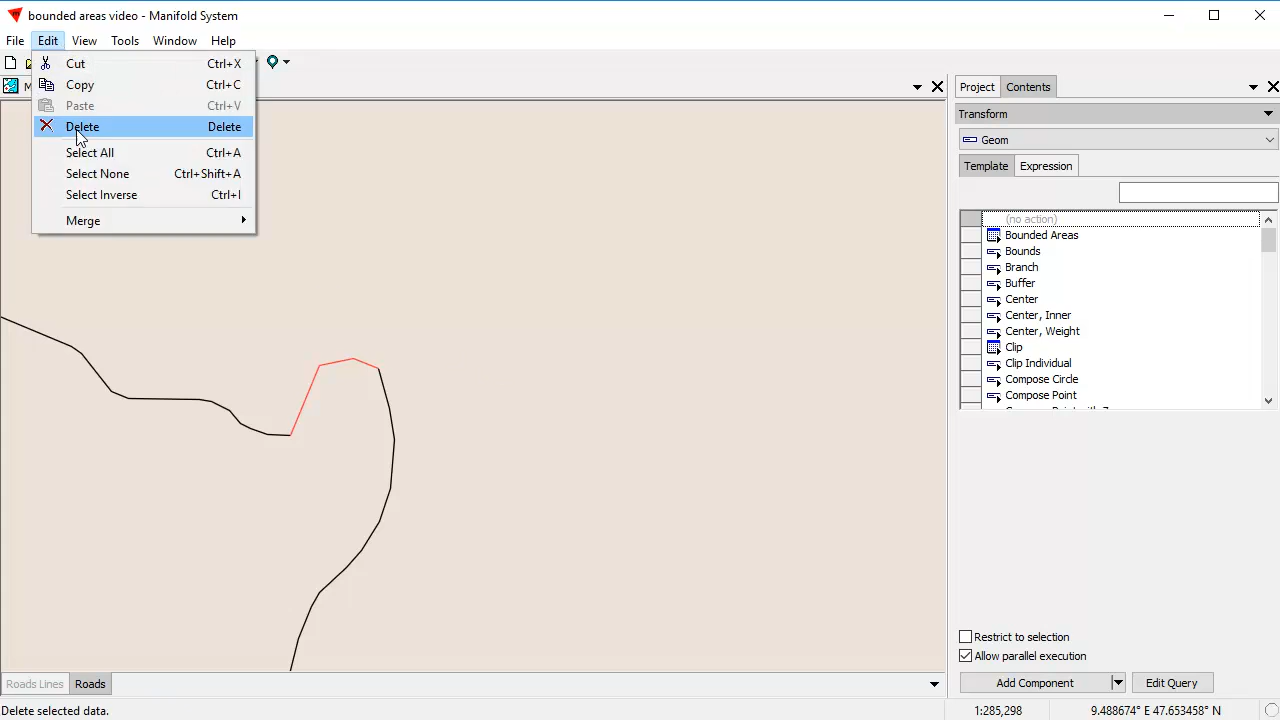 bounded areas video - Manifold System
File Edit View Tools Window Help
Cut Ctrl+X
Copy Ctrl+C
Paste Ctrl+V
Delete Delete
Select All Ctrl+A
Select None Ctrl+Shift+A
Select Inverse Ctrl+I
Merge
M
Roads Lines Roads
Delete selected data.
Project Contents
Transform
Geom
Template Expression
(no action)
Bounded Areas
Bounds
Branch
Buffer
Center
Center, Inner
Center, Weight
Clip
Clip Individual
Compose Circle
Compose Point
Restrict to selection
Allow parallel execution
Add Component Edit Query
1:285,298 9.488674° E 47.653458° N